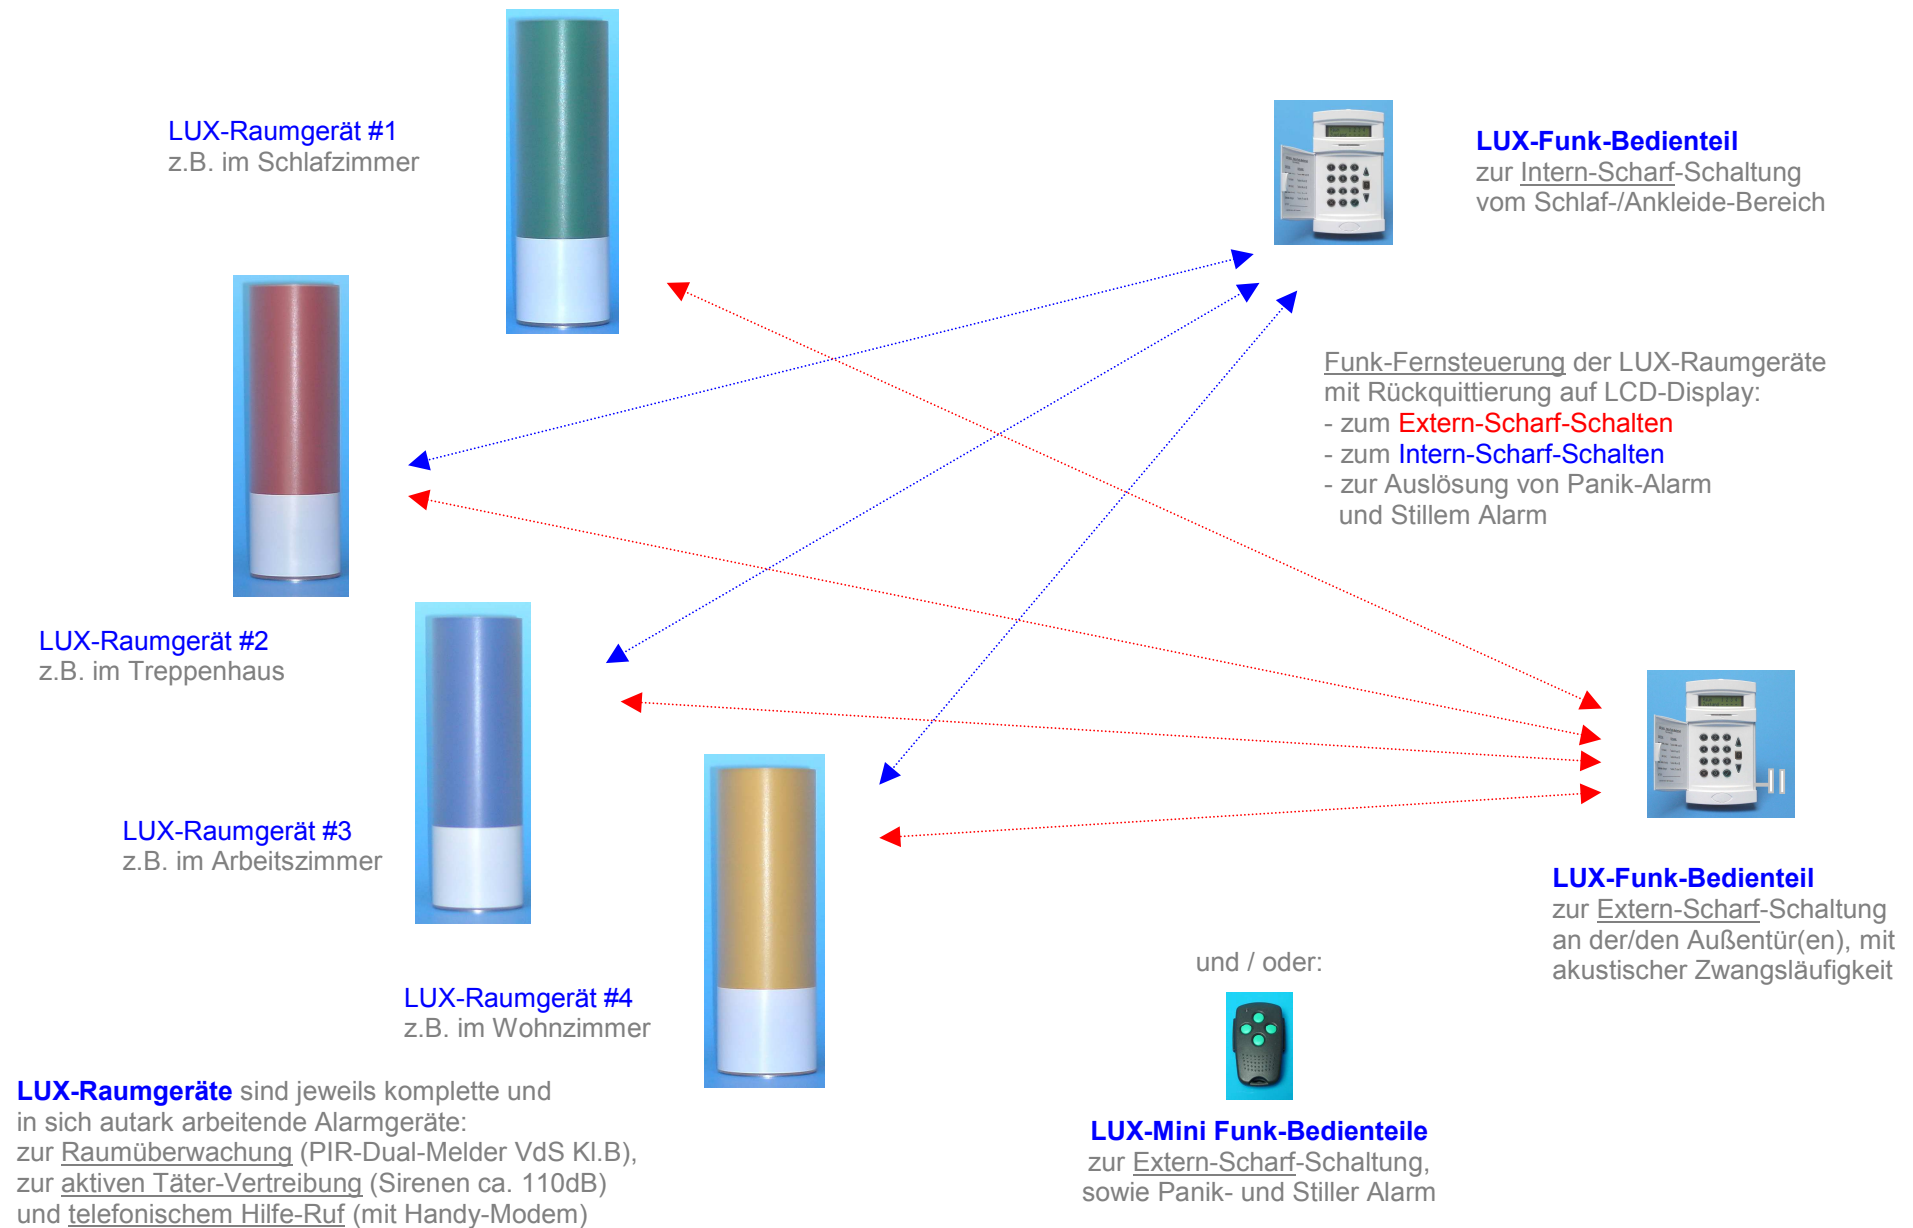 LUX-Raumgerät #1
z.B. im Schlafzimmer
LUX-Funk-Bedienteil
zur Intern-Scharf-Schaltung
vom Schlaf-/Ankleide-Bereich
Funk-Fernsteuerung der LUX-Raumgeräte
mit Rückquittierung auf LCD-Display:
- zum Extern-Scharf-Schalten
- zum Intern-Scharf-Schalten
- zur Auslösung von Panik-Alarm
und Stillem Alarm
LUX-Raumgerät #2
z.B. im Treppenhaus
LUX-Raumgerät #3
z.B. im Arbeitszimmer
LUX-Funk-Bedienteil
zur Extern-Scharf-Schaltung
an der/den Außentür(en), mit
akustischer Zwangsläufigkeit
LUX-Raumgerät #4
z.B. im Wohnzimmer
und / oder:
LUX-Mini Funk-Bedienteile
zur Extern-Scharf-Schaltung,
sowie Panik- und Stiller Alarm
LUX-Raumgeräte sind jeweils komplette und
in sich autark arbeitende Alarmgeräte:
zur Raumüberwachung (PIR-Dual-Melder VdS Kl.B),
zur aktiven Täter-Vertreibung (Sirenen ca. 110dB)
und telefonischem Hilfe-Ruf (mit Handy-Modem)